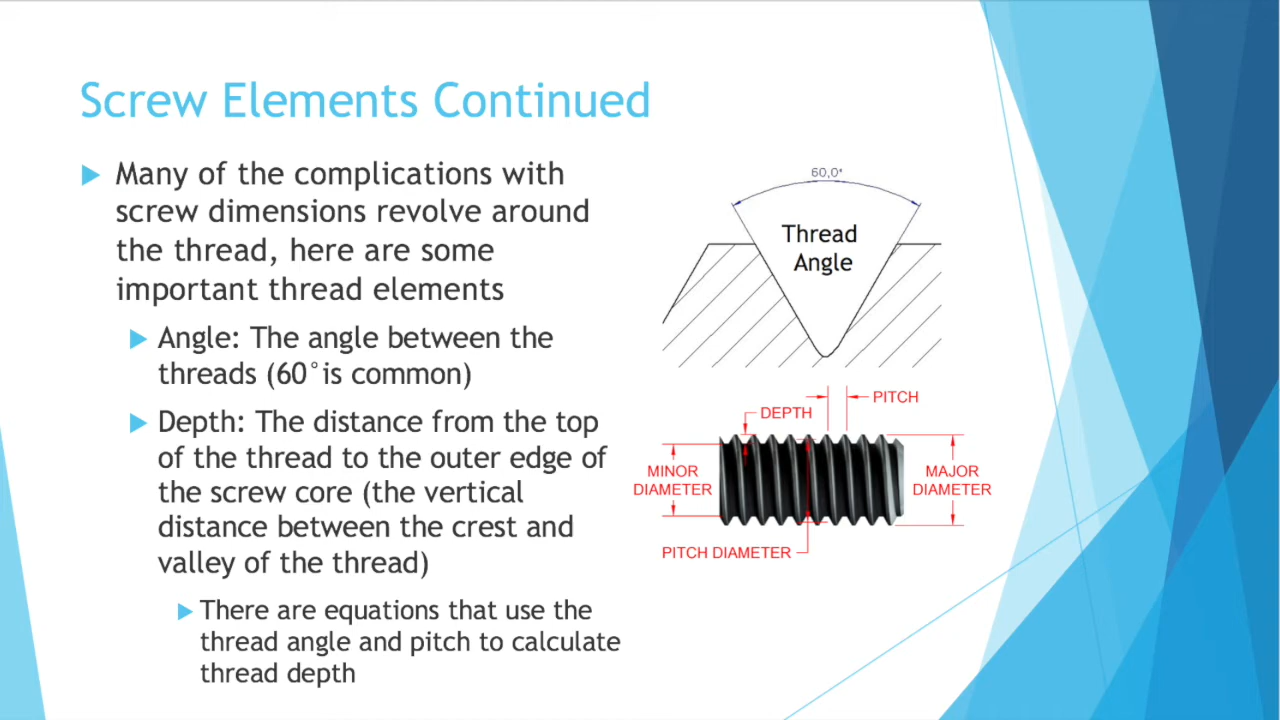 Screw Elements Continued
Many of the complications with
screw dimensions revolve around
the thread, here are some
important thread elements
Angle: The angle between the
threads (60°is common)
Depth: The distance from the top
of the thread to the outer edge of
the screw core (the vertical
distance between the crest and
valley of the thread)
There are equations that use the
thread angle and pitch to calculate
thread depth
60,0°
Thread
Angle
PITCH
DEPTH
MINOR
DIAMETER
MAJOR
DIAMETER
PITCH DIAMETER